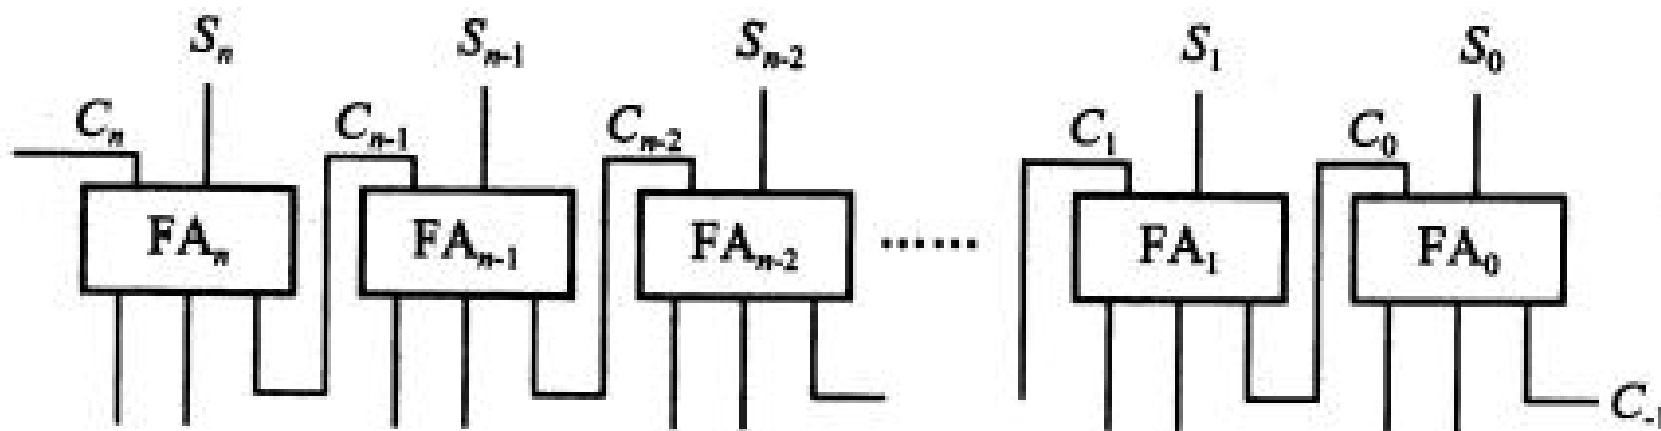 Sₙ Sₙ₋₁ Sₙ₋₂ S₁ S₀
Cₙ Cₙ₋₁ Cₙ₋₂ C₁ C₀
FAₙ FAₙ₋₁ FAₙ₋₂ ...... FA₁ FA₀
C₋₁